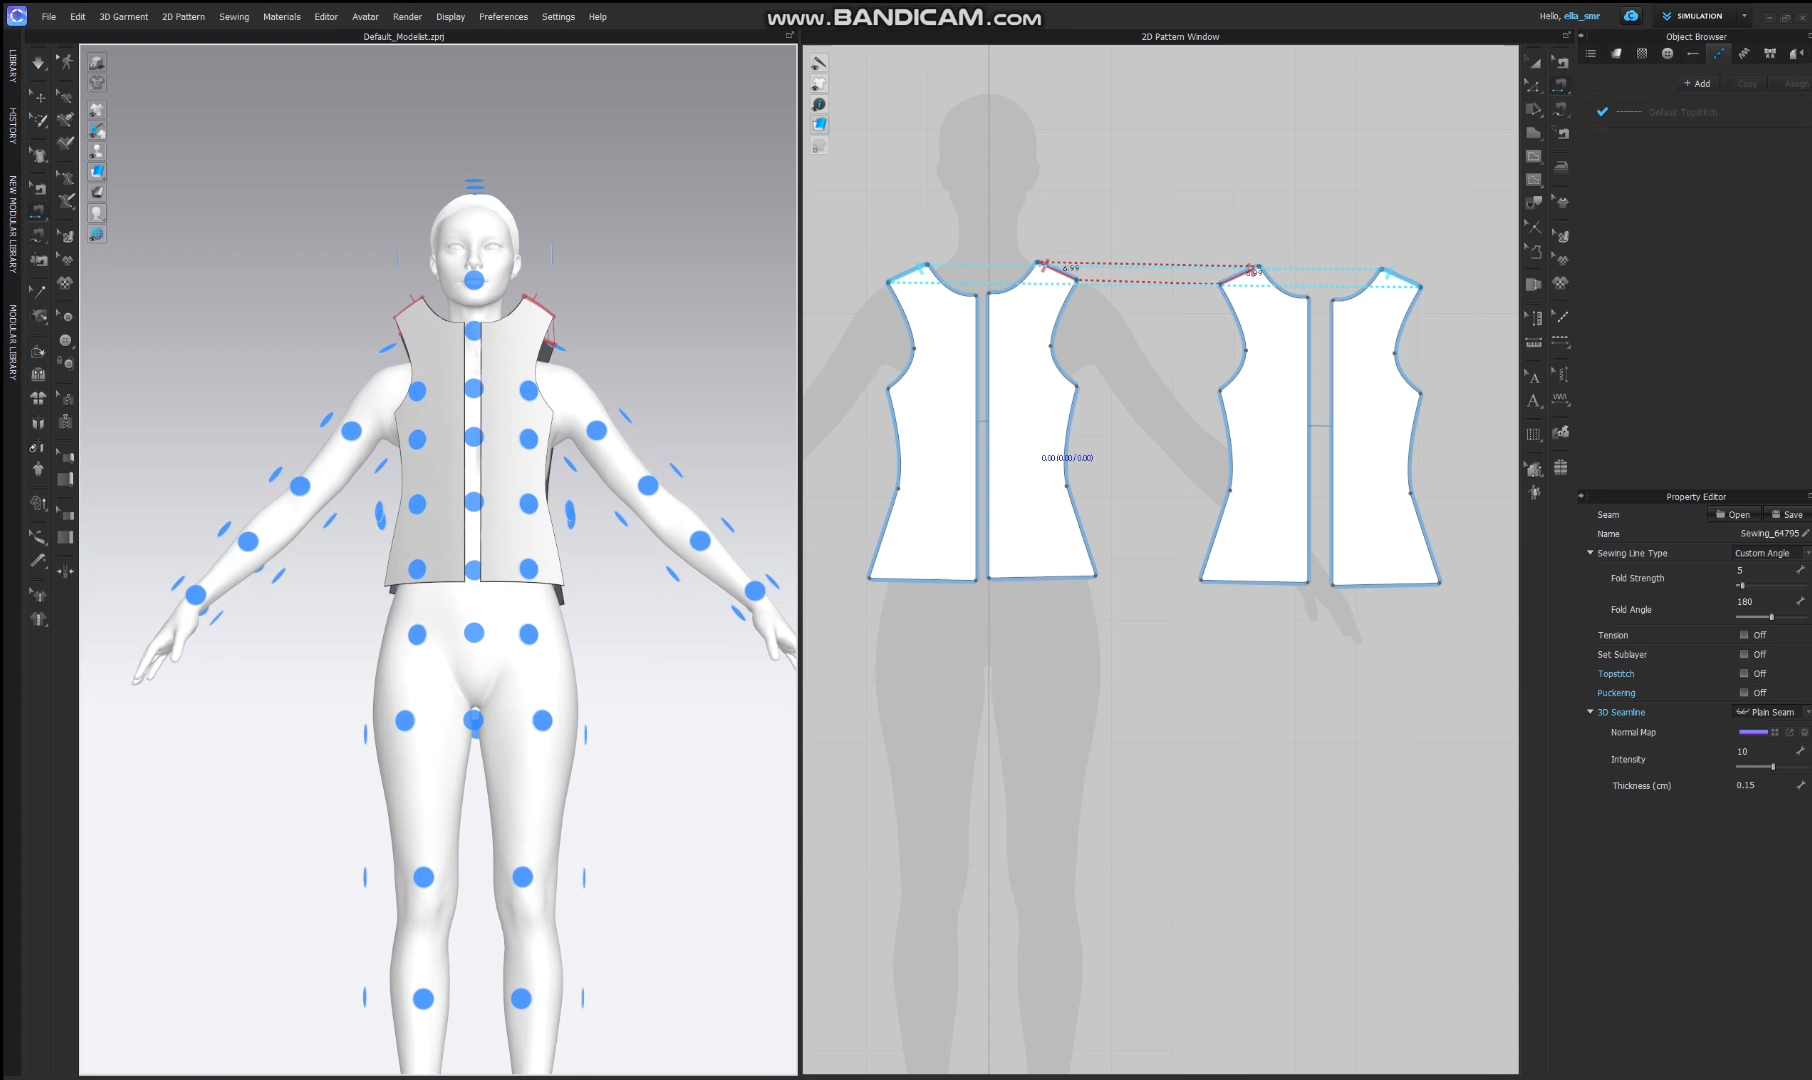 File Edit 3D Garment 2D Pattern Sewing Materials Editor Avatar Render Display Preferences Settings Help
www.BANDICAM.com
Hello, ella_smr
SIMULATION
Default_Modelist.zprj
2D Pattern Window
Object Browser
LIBRARY
HISTORY
NEW MODULAR LIBRARY
MODULAR LIBRARY
+ Add Copy Assign
Default Topstitch
6.99
6.99
0.00 (0.00 / 0.00)
A
A
Property Editor
Seam Open Save
Name Sewing_64795
Sewing Line Type Custom Angle
Fold Strength 5
Fold Angle 180
Tension Off
Set Sublayer Off
Topstitch Off
Puckering Off
3D Seamline Plain Seam
Normal Map
Intensity 10
Thickness (cm) 0.15